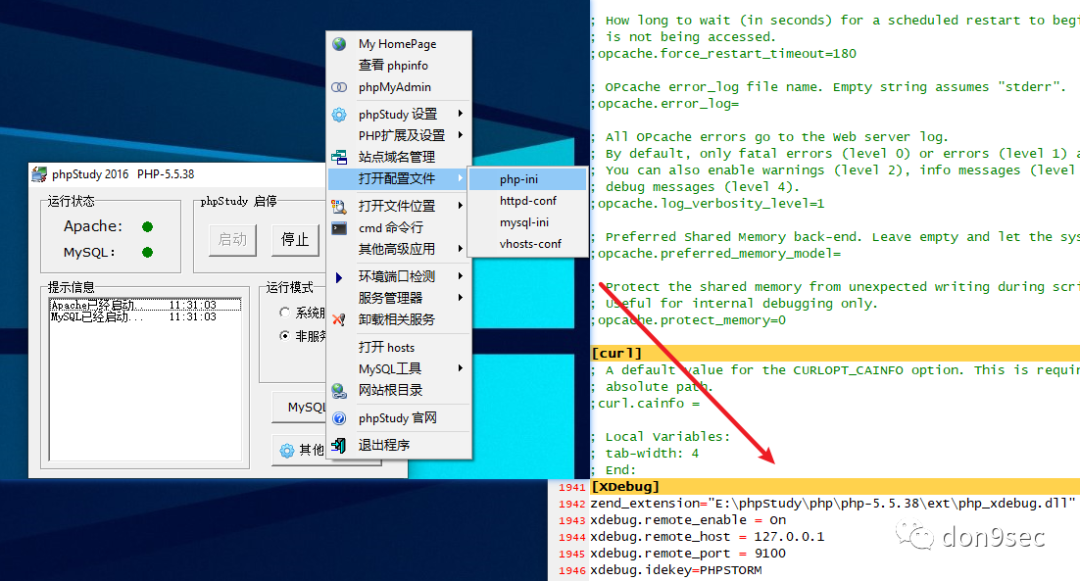 phpStudy 2016 PHP-5.5.38
运行状态
Apache:
MySQL:
phpStudy 启停
启动
停止
提示信息
Apache已经启动... 11:31:03
MySQL已经启动... 11:31:03
运行模式
系统服
非服务
MySQL
其他
My HomePage
查看 phpinfo
phpMyAdmin
phpStudy 设置
PHP扩展及设置
站点域名管理
打开配置文件
打开文件位置
cmd 命令行
其他高级应用
环境端口检测
服务管理器
卸载相关服务
打开 hosts
MySQL工具
网站根目录
phpStudy 官网
退出程序
php-ini
httpd-conf
mysql-ini
vhosts-conf
; How long to wait (in seconds) for a scheduled restart to begi
; is not being accessed.
;opcache.force_restart_timeout=180
; OPcache error_log file name. Empty string assumes "stderr".
;opcache.error_log=
; All OPcache errors go to the Web server log.
; By default, only fatal errors (level 0) or errors (level 1) a
; You can also enable warnings (level 2), info messages (level
; debug messages (level 4).
;opcache.log_verbosity_level=1
; Preferred Shared Memory back-end. Leave empty and let the sys
;opcache.preferred_memory_model=
; Protect the shared memory from unexpected writing during scri
; Useful for internal debugging only.
;opcache.protect_memory=0
[curl]
; A default value for the CURLOPT_CAINFO option. This is requir
; absolute path.
;curl.cainfo =
; Local Variables:
; tab-width: 4
; End:
1941 [XDebug]
1942 zend_extension="E:\phpStudy\php\php-5.5.38\ext\php_xdebug.dll"
1943 xdebug.remote_enable = On
1944 xdebug.remote_host = 127.0.0.1
1945 xdebug.remote_port = 9100
1946 xdebug.idekey=PHPSTORM
don9sec